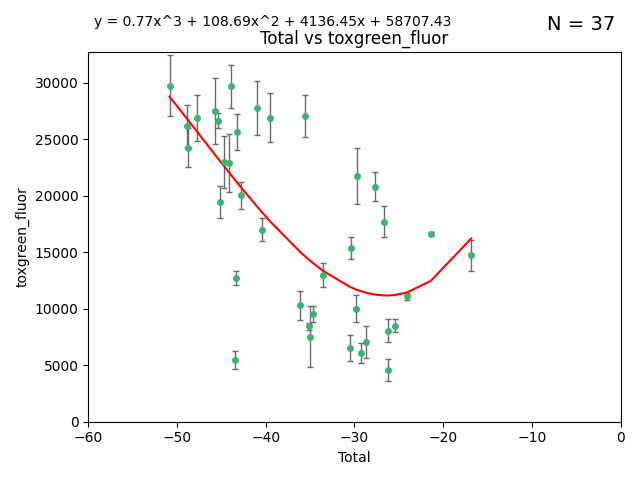 y = 0.77x^3 + 108.69x^2 + 4136.45x + 58707.43
N = 37
Total vs toxgreen_fluor
30000
25000
20000
15000
10000
5000
0
toxgreen_fluor
−60
−50
−40
−30
−20
−10
0
Total